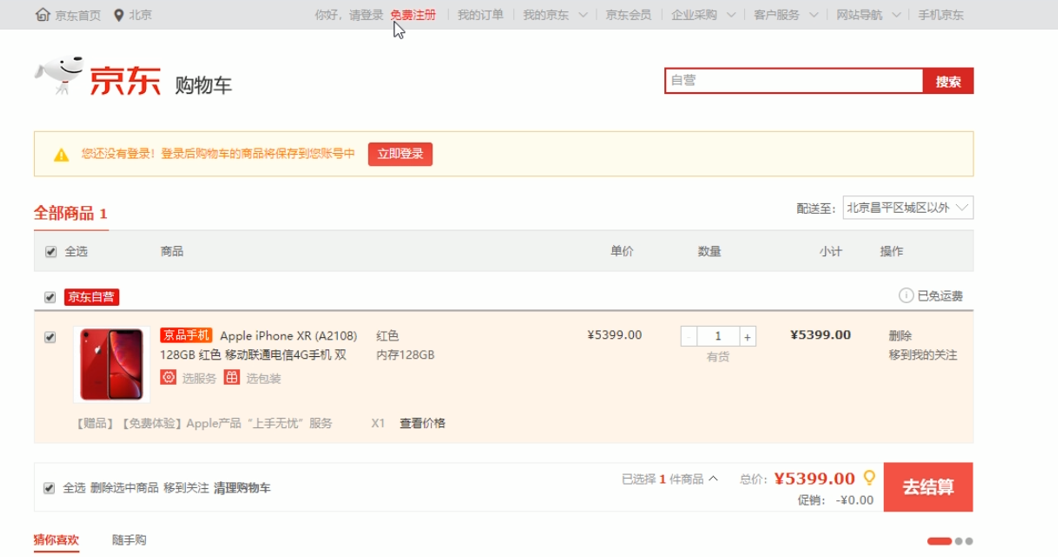 京东首页 北京 你好，请登录 免费注册 我的订单 我的京东 京东会员 企业采购 客户服务 网站导航 手机京东
京东 购物车 自营 搜索
您还没有登录！登录后购物车的商品将保存到您账号中 立即登录
全部商品 1 配送至： 北京昌平区城区以外
全选 商品 单价 数量 小计 操作
京东自营 已免运费
京品手机 Apple iPhone XR (A2108) 红色 ¥5399.00 - 1 + ¥5399.00 删除
128GB 红色 移动联通电信4G手机 双 内存128GB 有货 移到我的关注
选服务 选包装
【赠品】【免费体验】Apple产品“上手无忧”服务 X1 查看价格
全选 删除选中商品 移到关注 清理购物车 已选择 1 件商品 总价： ¥5399.00 去结算
促销： -¥0.00
猜你喜欢 随手购